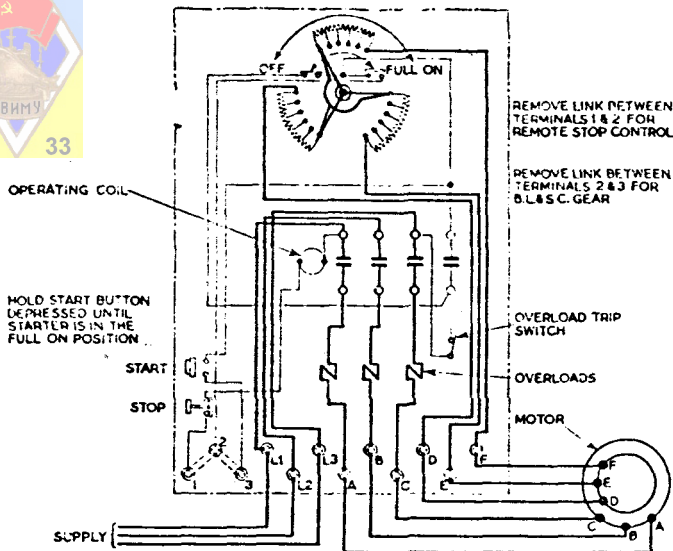 ВИМУ
33
OFF
FULL ON
REMOVE LINK BETWEEN
TERMINALS 1 & 2 FOR
REMOTE STOP CONTROL
REMOVE LINK BETWEEN
TERMINALS 2 & 3 FOR
B.L & S.C. GEAR
OPERATING COIL
HOLD START BUTTON
DEPRESSED UNTIL
STARTER IS IN THE
FULL ON POSITION
START
STOP
OVERLOAD TRIP
SWITCH
OVERLOADS
MOTOR
1
2
3
L1
L2
L3
A
B
C
D
E
F
F
E
D
C
B
A
SUPPLY